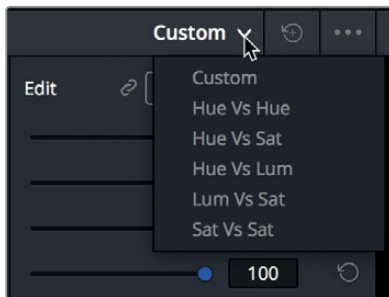 Custom
Edit
Custom
Hue Vs Hue
Hue Vs Sat
Hue Vs Lum
Lum Vs Sat
Sat Vs Sat
100